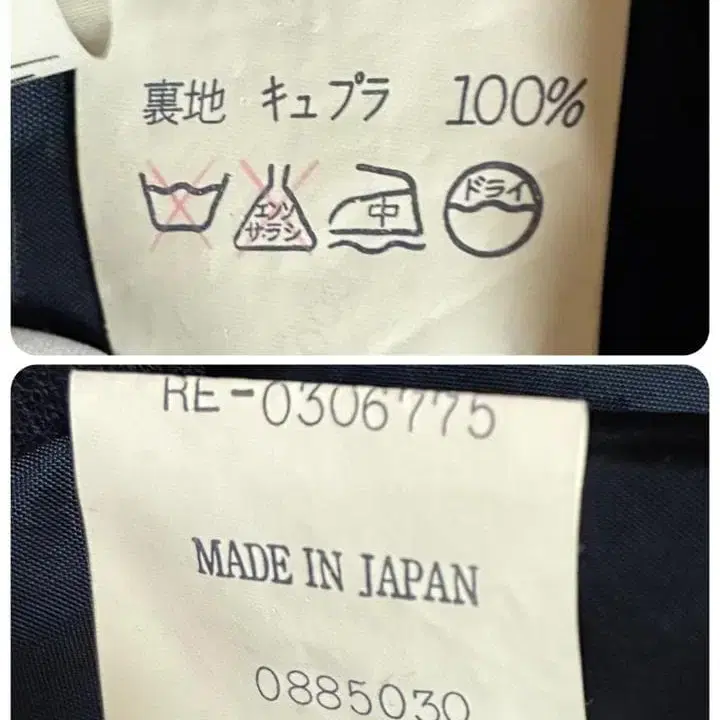 裏地 キュプラ 100%
エンソ
サラシ
中
ドライ
RE-0306775
MADE IN JAPAN
0885030